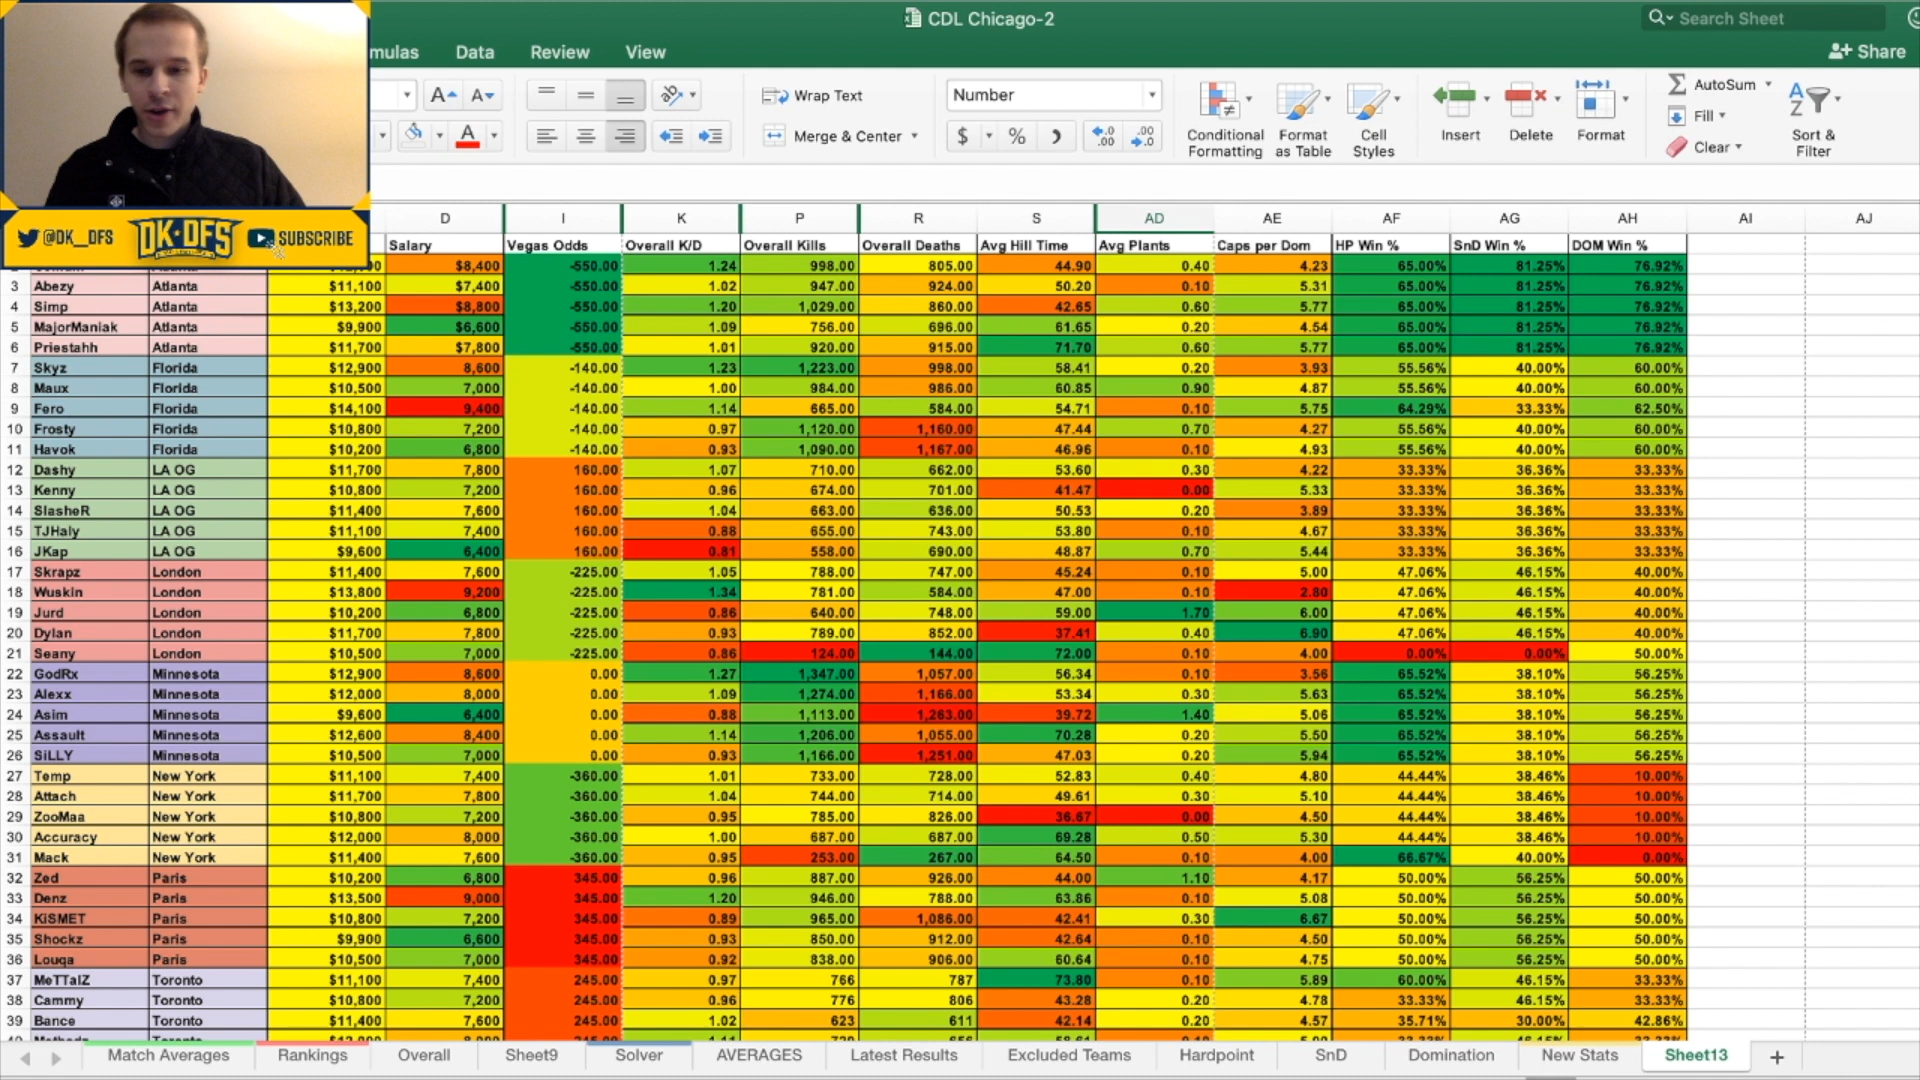 CDL Chicago-2
Search Sheet
mulas Data Review View Share
Wrap Text Number AutoSum
Fill
Merge & Center $ % Conditional Formatting Format as Table Cell Styles Insert Delete Format Clear Sort & Filter
@DK_DFS DK·DFS SUBSCRIBE
D I K P R S AD AE AF AG AH AI AJ
Salary Vegas Odds Overall K/D Overall Kills Overall Deaths Avg Hill Time Avg Plants Caps per Dom HP Win % SnD Win % DOM Win %
$8,400 -550.00 1.24 998.00 805.00 44.90 0.40 4.23 65.00% 81.25% 76.92%
3 Abezy Atlanta $11,100 $7,400 -550.00 1.02 947.00 924.00 50.20 0.10 5.31 65.00% 81.25% 76.92%
4 Simp Atlanta $13,200 $8,800 -550.00 1.20 1,029.00 860.00 42.65 0.60 5.77 65.00% 81.25% 76.92%
5 MajorManiak Atlanta $9,900 $6,600 -550.00 1.09 756.00 696.00 61.65 0.20 4.54 65.00% 81.25% 76.92%
6 Priestahh Atlanta $11,700 $7,800 -550.00 1.01 920.00 915.00 71.70 0.60 5.77 65.00% 81.25% 76.92%
7 Skyz Florida $12,900 8,600 -140.00 1.23 1,223.00 998.00 58.41 0.20 3.93 55.56% 40.00% 60.00%
8 Maux Florida $10,500 7,000 -140.00 1.00 984.00 986.00 60.85 0.90 4.87 55.56% 40.00% 60.00%
9 Fero Florida $14,100 9,400 -140.00 1.14 665.00 584.00 54.71 0.10 5.75 64.29% 33.33% 62.50%
10 Frosty Florida $10,800 7,200 -140.00 0.97 1,120.00 1,160.00 47.44 0.70 4.27 55.56% 40.00% 60.00%
11 Havok Florida $10,200 6,800 -140.00 0.93 1,090.00 1,167.00 46.96 0.10 4.93 55.56% 40.00% 60.00%
12 Dashy LA OG $11,700 7,800 160.00 1.07 710.00 662.00 53.60 0.30 4.22 33.33% 36.36% 33.33%
13 Kenny LA OG $10,800 7,200 160.00 0.96 674.00 701.00 41.47 0.00 5.33 33.33% 36.36% 33.33%
14 SlasheR LA OG $11,400 7,600 160.00 1.04 663.00 636.00 50.53 0.20 3.89 33.33% 36.36% 33.33%
15 TJHaly LA OG $11,100 7,400 160.00 0.88 655.00 743.00 53.80 0.10 4.67 33.33% 36.36% 33.33%
16 JKap LA OG $9,600 6,400 160.00 0.81 558.00 690.00 48.87 0.70 5.44 33.33% 36.36% 33.33%
17 Skrapz London $11,400 7,600 -225.00 1.05 788.00 747.00 45.24 0.10 5.00 47.06% 46.15% 40.00%
18 Wuskin London $13,800 9,200 -225.00 1.34 781.00 584.00 47.00 0.10 2.80 47.06% 46.15% 40.00%
19 Jurd London $10,200 6,800 -225.00 0.86 640.00 748.00 59.00 1.70 6.00 47.06% 46.15% 40.00%
20 Dylan London $11,700 7,800 -225.00 0.93 789.00 852.00 37.41 0.40 6.90 47.06% 46.15% 40.00%
21 Seany London $10,500 7,000 -225.00 0.86 124.00 144.00 72.00 0.10 4.00 0.00% 0.00% 50.00%
22 GodRx Minnesota $12,900 8,600 0.00 1.27 1,347.00 1,057.00 56.34 0.10 3.56 65.52% 38.10% 56.25%
23 Alexx Minnesota $12,000 8,000 0.00 1.09 1,274.00 1,166.00 53.34 0.30 5.63 65.52% 38.10% 56.25%
24 Asim Minnesota $9,600 6,400 0.00 0.88 1,113.00 1,263.00 39.72 1.40 5.06 65.52% 38.10% 56.25%
25 Assault Minnesota $12,600 8,400 0.00 1.14 1,206.00 1,055.00 70.28 0.20 5.50 65.52% 38.10% 56.25%
26 SiLLY Minnesota $10,500 7,000 0.00 0.93 1,166.00 1,251.00 47.03 0.20 5.94 65.52% 38.10% 56.25%
27 Temp New York $11,100 7,400 -360.00 1.01 733.00 728.00 52.83 0.40 4.80 44.44% 38.46% 10.00%
28 Attach New York $11,700 7,800 -360.00 1.04 744.00 714.00 49.61 0.30 5.10 44.44% 38.46% 10.00%
29 ZooMaa New York $10,800 7,200 -360.00 0.95 785.00 826.00 36.67 0.00 4.50 44.44% 38.46% 10.00%
30 Accuracy New York $12,000 8,000 -360.00 1.00 687.00 687.00 69.28 0.50 5.30 44.44% 38.46% 10.00%
31 Mack New York $11,400 7,600 -360.00 0.95 253.00 267.00 64.50 0.10 4.00 66.67% 40.00% 0.00%
32 Zed Paris $10,200 6,800 345.00 0.96 887.00 926.00 44.00 1.10 4.17 50.00% 56.25% 50.00%
33 Denz Paris $13,500 9,000 345.00 1.20 946.00 788.00 63.86 0.10 5.08 50.00% 56.25% 50.00%
34 KiSMET Paris $10,800 7,200 345.00 0.89 965.00 1,086.00 42.41 0.30 6.67 50.00% 56.25% 50.00%
35 Shockz Paris $9,900 6,600 345.00 0.93 850.00 912.00 42.64 0.10 4.50 50.00% 56.25% 50.00%
36 Louqa Paris $10,500 7,000 345.00 0.92 838.00 906.00 60.64 0.10 4.75 50.00% 56.25% 50.00%
37 MeTTalZ Toronto $11,100 7,400 245.00 0.97 766 787 73.80 0.10 5.89 60.00% 46.15% 33.33%
38 Cammy Toronto $10,800 7,200 245.00 0.96 776 806 43.28 0.20 4.78 33.33% 46.15% 33.33%
39 Bance Toronto $11,400 7,600 245.00 1.02 623 611 42.14 0.20 4.57 35.71% 30.00% 42.86%
Match Averages Rankings Overall Sheet9 Solver AVERAGES Latest Results Excluded Teams Hardpoint SnD Domination New Stats Sheet13 +